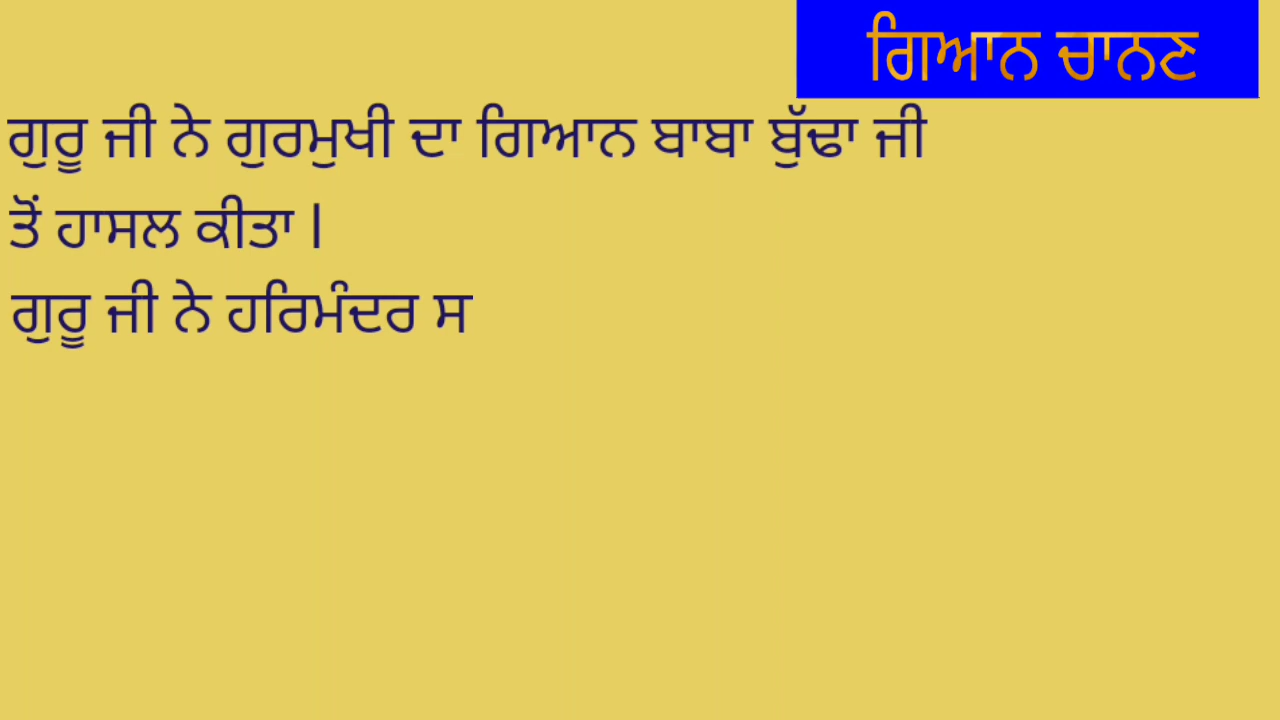 ਗਿਆਨ ਚਾਨਣ
ਗੁਰੂ ਜੀ ਨੇ ਗੁਰਮੁਖੀ ਦਾ ਗਿਆਨ ਬਾਬਾ ਬੁੱਢਾ ਜੀ
ਤੋਂ ਹਾਸਲ ਕੀਤਾ |
ਗੁਰੂ ਜੀ ਨੇ ਹਰਿਮੰਦਰ ਸ